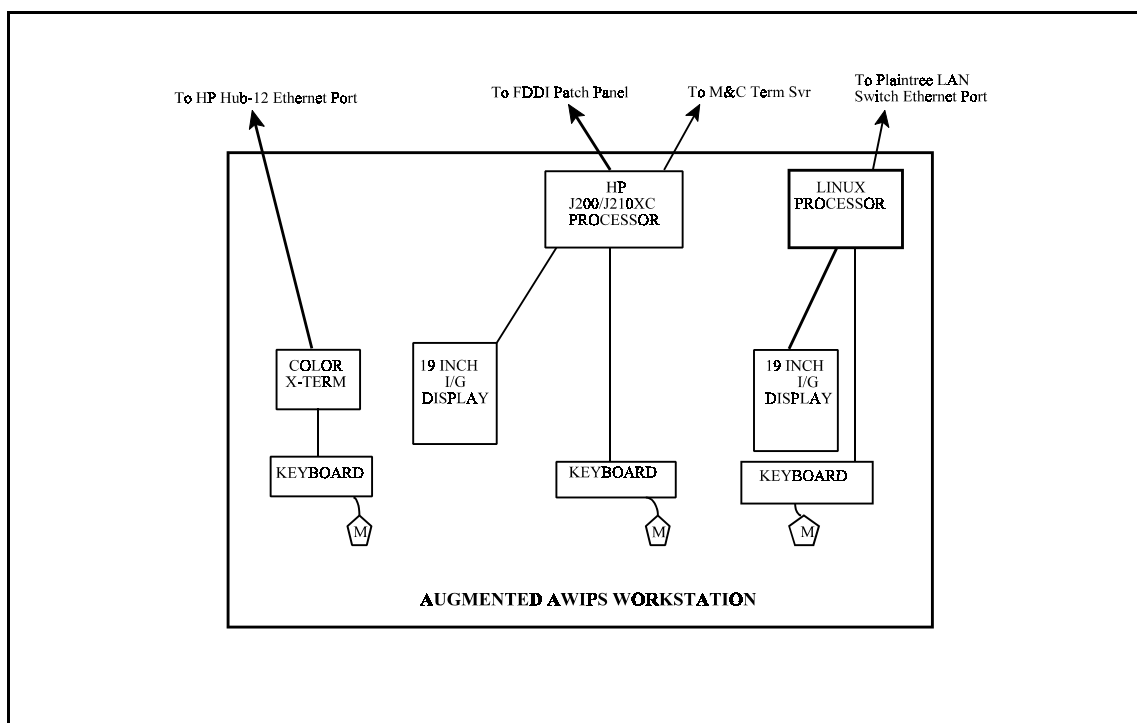 To HP Hub-12 Ethernet Port
To FDDI Patch Panel
To M&C Term Svr
To Plaintree LAN
Switch Ethernet Port
HP
J200/J210XC
PROCESSOR
LINUX
PROCESSOR
COLOR
X-TERM
19 INCH
I/G
DISPLAY
19 INCH
I/G
DISPLAY
KEYBOARD
KEYBOARD
KEYBOARD
M
M
M
AUGMENTED AWIPS WORKSTATION